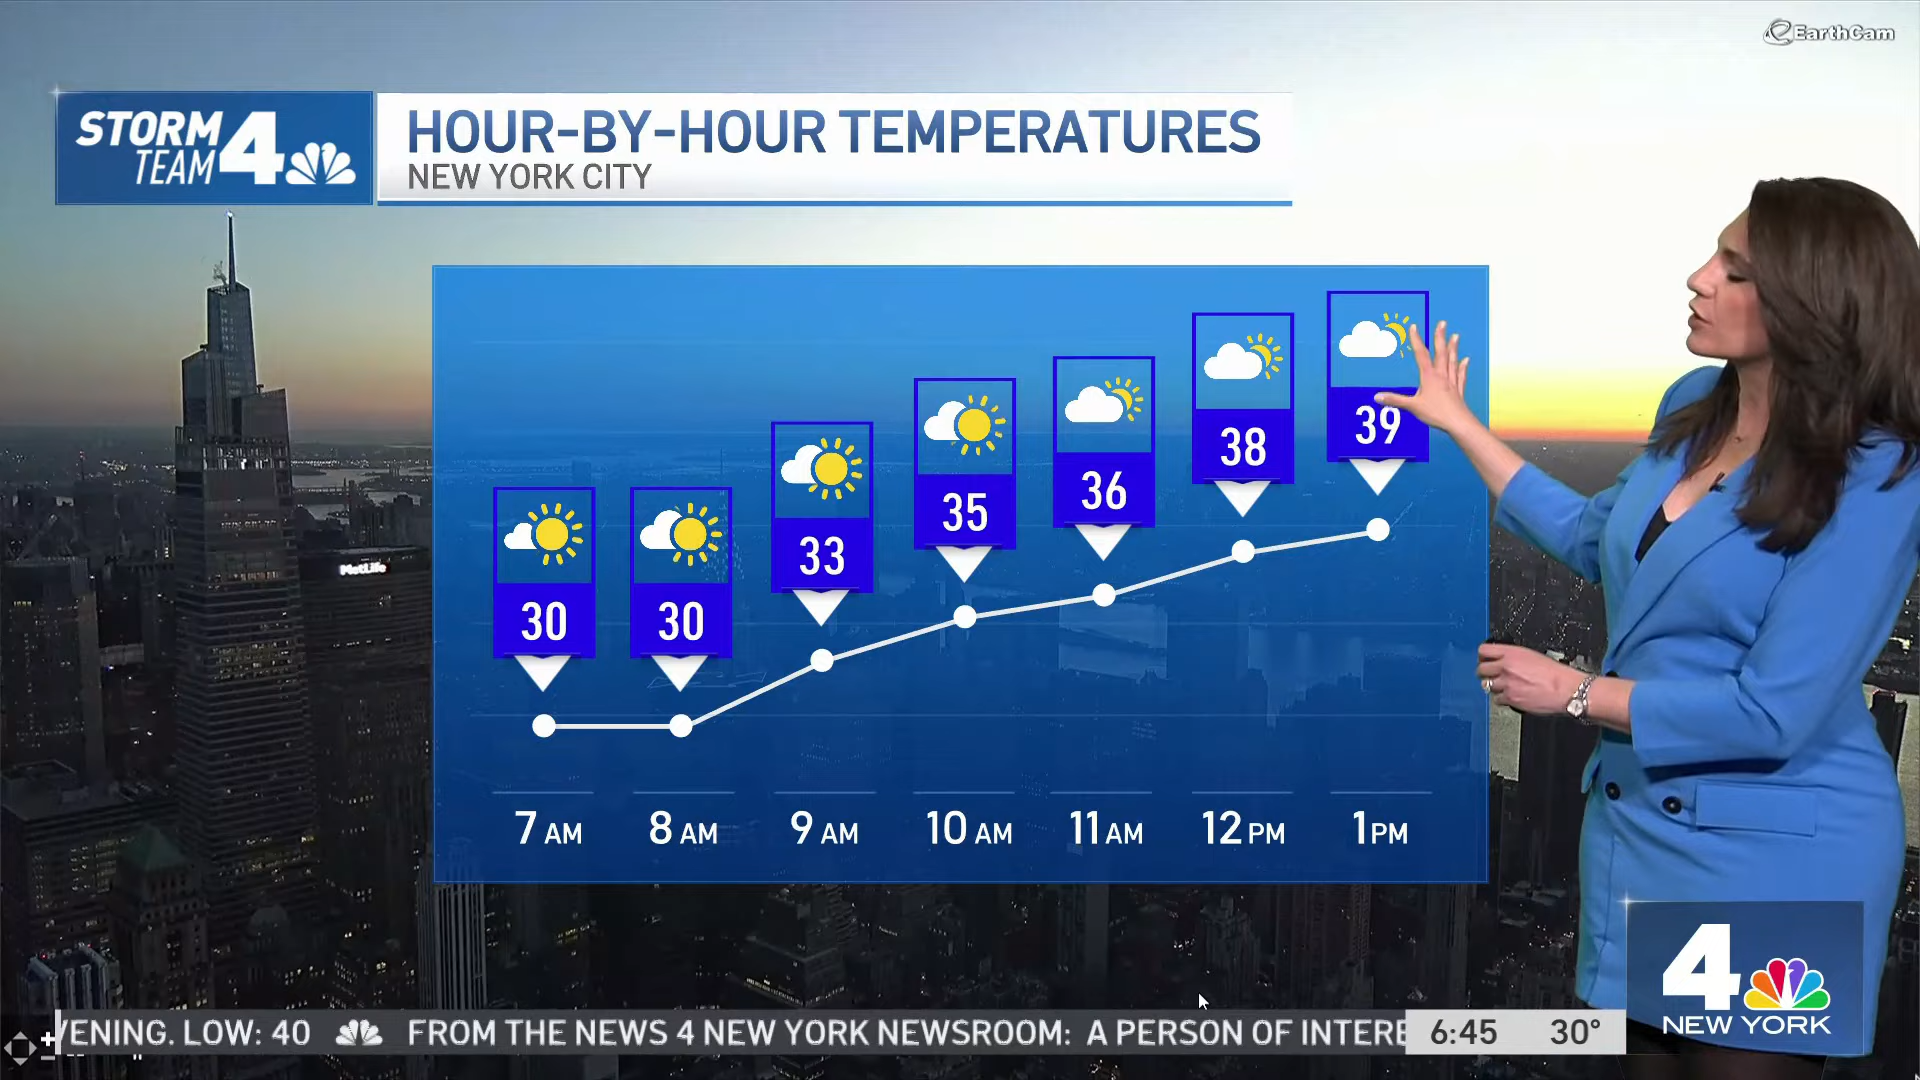 EarthCam
STORM
TEAM 4
HOUR-BY-HOUR TEMPERATURES
NEW YORK CITY
MetLife
30 30 33 35 36 38 39
7 AM 8 AM 9 AM 10 AM 11 AM 12 PM 1 PM
4
NEW YORK
VENING. LOW: 40 FROM THE NEWS 4 NEW YORK NEWSROOM: A PERSON OF INTERE
6:45 30°